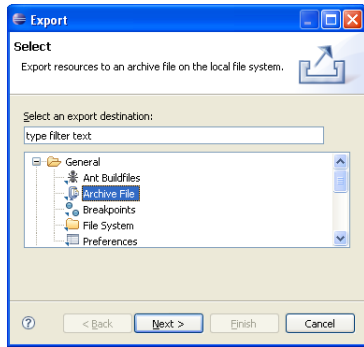 Export
Select
Export resources to an archive file on the local file system.
Select an export destination:
type filter text
General
Ant Buildfiles
Archive File
Breakpoints
File System
Preferences
?
< Back
Next >
Finish
Cancel